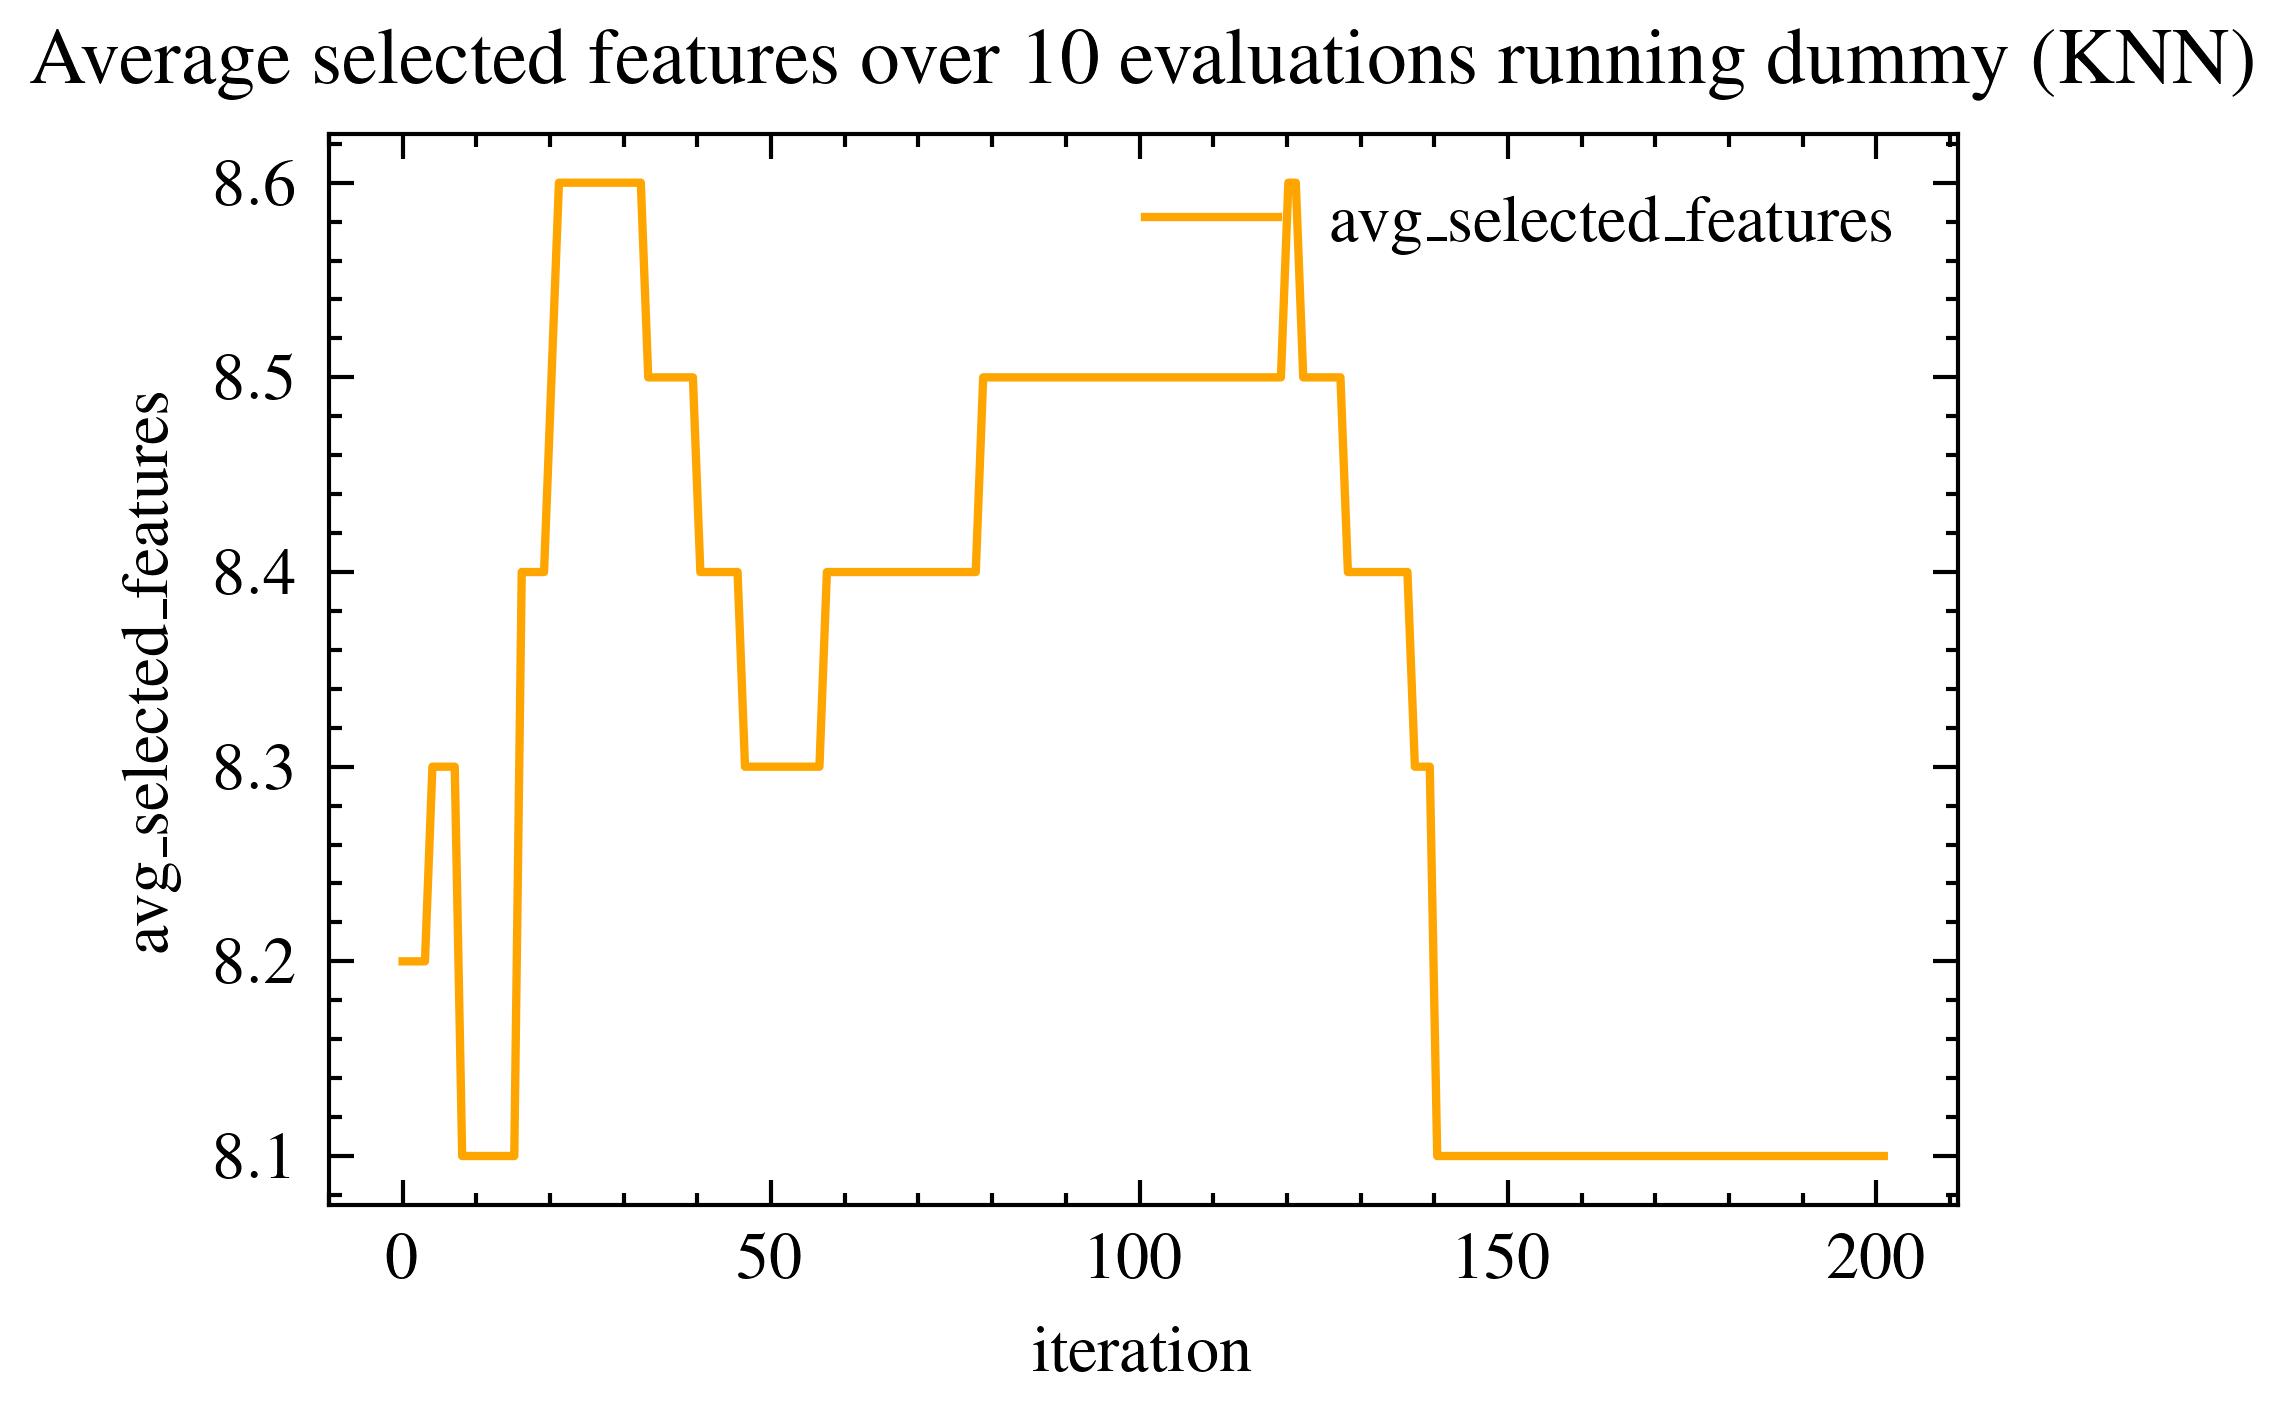 Average selected features over 10 evaluations running dummy (KNN)
avg_selected_features
8.6
8.5
8.4
8.3
8.2
8.1
avg_selected_features
0 50 100 150 200
iteration